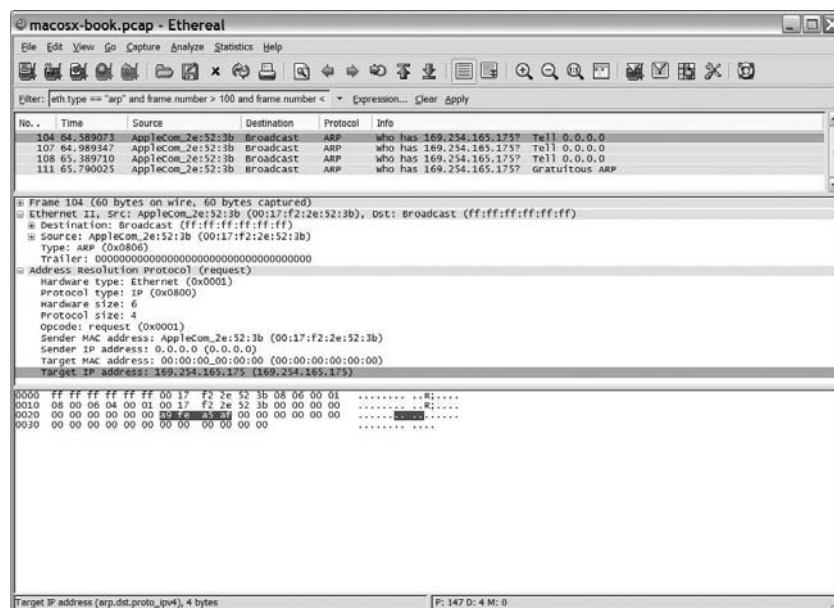 macosx-book.pcap - Ethereal
File Edit View Go Capture Analyze Statistics Help
Filter: eth.type == "arp" and frame.number > 100 and frame.number < Expression... Clear Apply
No. . Time Source Destination Protocol Info
104 64.589073 AppleCom_2e:52:3b Broadcast ARP Who has 169.254.165.175? Tell 0.0.0.0
107 64.989347 AppleCom_2e:52:3b Broadcast ARP Who has 169.254.165.175? Tell 0.0.0.0
108 65.389710 AppleCom_2e:52:3b Broadcast ARP Who has 169.254.165.175? Tell 0.0.0.0
111 65.790025 AppleCom_2e:52:3b Broadcast ARP Who has 169.254.165.175? Gratuitous ARP
Frame 104 (60 bytes on wire, 60 bytes captured)
Ethernet II, Src: AppleCom_2e:52:3b (00:17:f2:2e:52:3b), Dst: Broadcast (ff:ff:ff:ff:ff:ff)
Destination: Broadcast (ff:ff:ff:ff:ff:ff)
Source: AppleCom_2e:52:3b (00:17:f2:2e:52:3b)
Type: ARP (0x0806)
Trailer: 000000000000000000000000000000000000
Address Resolution Protocol (request)
Hardware type: Ethernet (0x0001)
Protocol type: IP (0x0800)
Hardware size: 6
Protocol size: 4
Opcode: request (0x0001)
Sender MAC address: AppleCom_2e:52:3b (00:17:f2:2e:52:3b)
Sender IP address: 0.0.0.0 (0.0.0.0)
Target MAC address: 00:00:00_00:00:00 (00:00:00:00:00:00)
Target IP address: 169.254.165.175 (169.254.165.175)
0000 ff ff ff ff ff ff 00 17 f2 2e 52 3b 08 06 00 01 ........ ..R;....
0010 08 00 06 04 00 01 00 17 f2 2e 52 3b 00 00 00 00 ........ ..R;....
0020 00 00 00 00 00 00 a9 fe a5 af 00 00 00 00 00 00 ........ ........
0030 00 00 00 00 00 00 00 00 00 00 00 00 ........ ....
Target IP address (arp.dst.proto_ipv4), 4 bytes P: 147 D: 4 M: 0